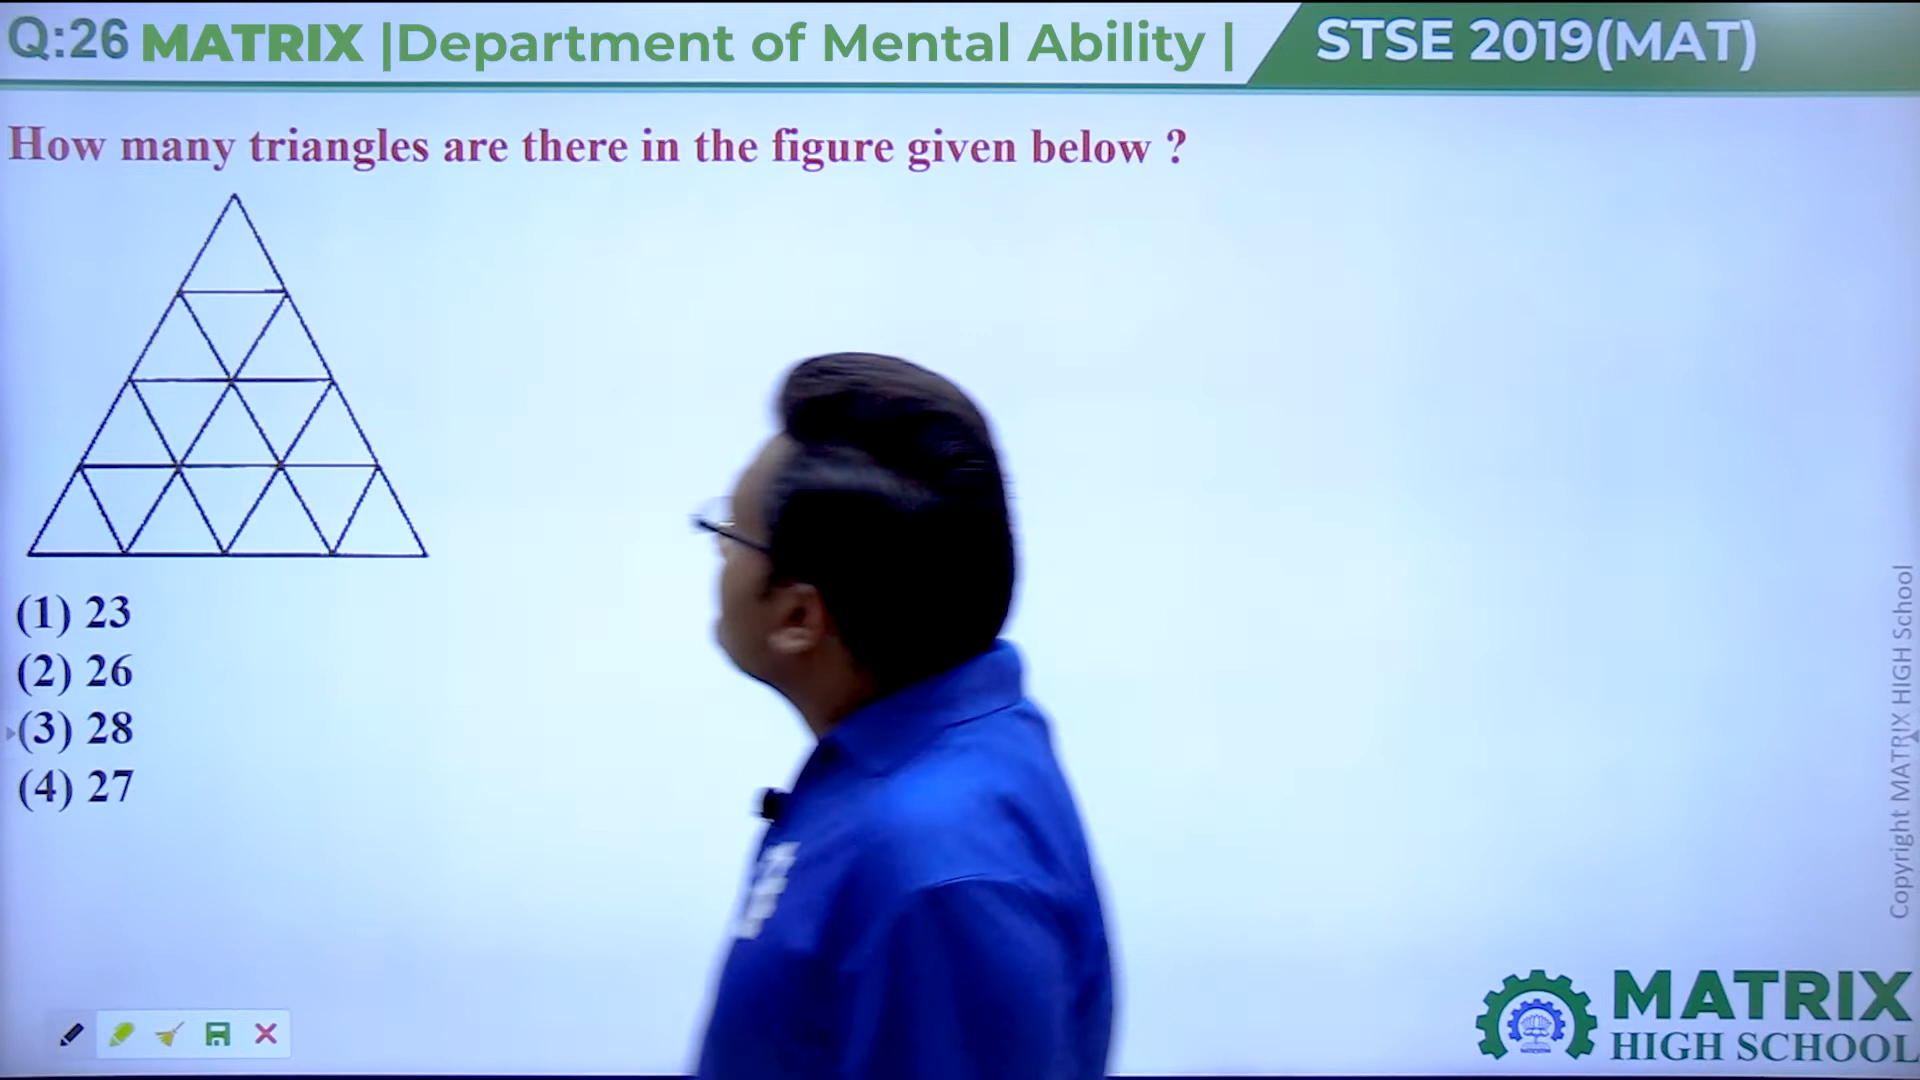 Q:26 MATRIX |Department of Mental Ability | STSE 2019(MAT)
How many triangles are there in the figure given below ?
(1) 23
(2) 26
(3) 28
(4) 27
Copyright MATRIX HIGH School
MATRIX
HIGH SCHOOL